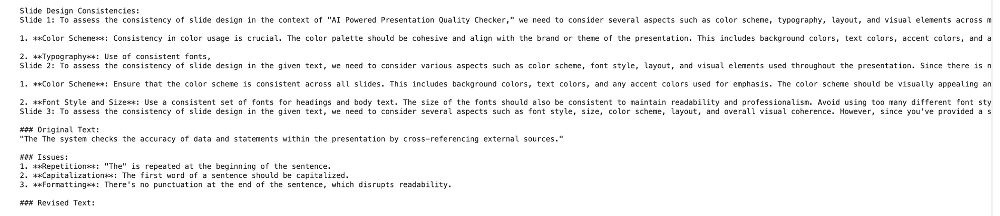 Slide Design Consistencies:
Slide 1: To assess the consistency of slide design in the context of "AI Powered Presentation Quality Checker," we need to consider several aspects such as color scheme, typography, layout, and visual elements across m
1. **Color Scheme**: Consistency in color usage is crucial. The color palette should be cohesive and align with the brand or theme of the presentation. This includes background colors, text colors, accent colors, and a
2. **Typography**: Use of consistent fonts,
Slide 2: To assess the consistency of slide design in the given text, we need to consider various aspects such as color scheme, font style, layout, and visual elements used throughout the presentation. Since there is n
1. **Color Scheme**: Ensure that the color scheme is consistent across all slides. This includes background colors, text colors, and any accent colors used for emphasis. The color scheme should be visually appealing an
2. **Font Style and Size**: Use a consistent set of fonts for headings and body text. The size of the fonts should also be consistent to maintain readability and professionalism. Avoid using too many different font sty
Slide 3: To assess the consistency of slide design in the given text, we need to consider several aspects such as font style, size, color scheme, layout, and overall visual coherence. However, since you've provided a s
### Original Text:
"The The system checks the accuracy of data and statements within the presentation by cross-referencing external sources."
### Issues:
1. **Repetition**: "The" is repeated at the beginning of the sentence.
2. **Capitalization**: The first word of a sentence should be capitalized.
3. **Formatting**: There's no punctuation at the end of the sentence, which disrupts readability.
### Revised Text: